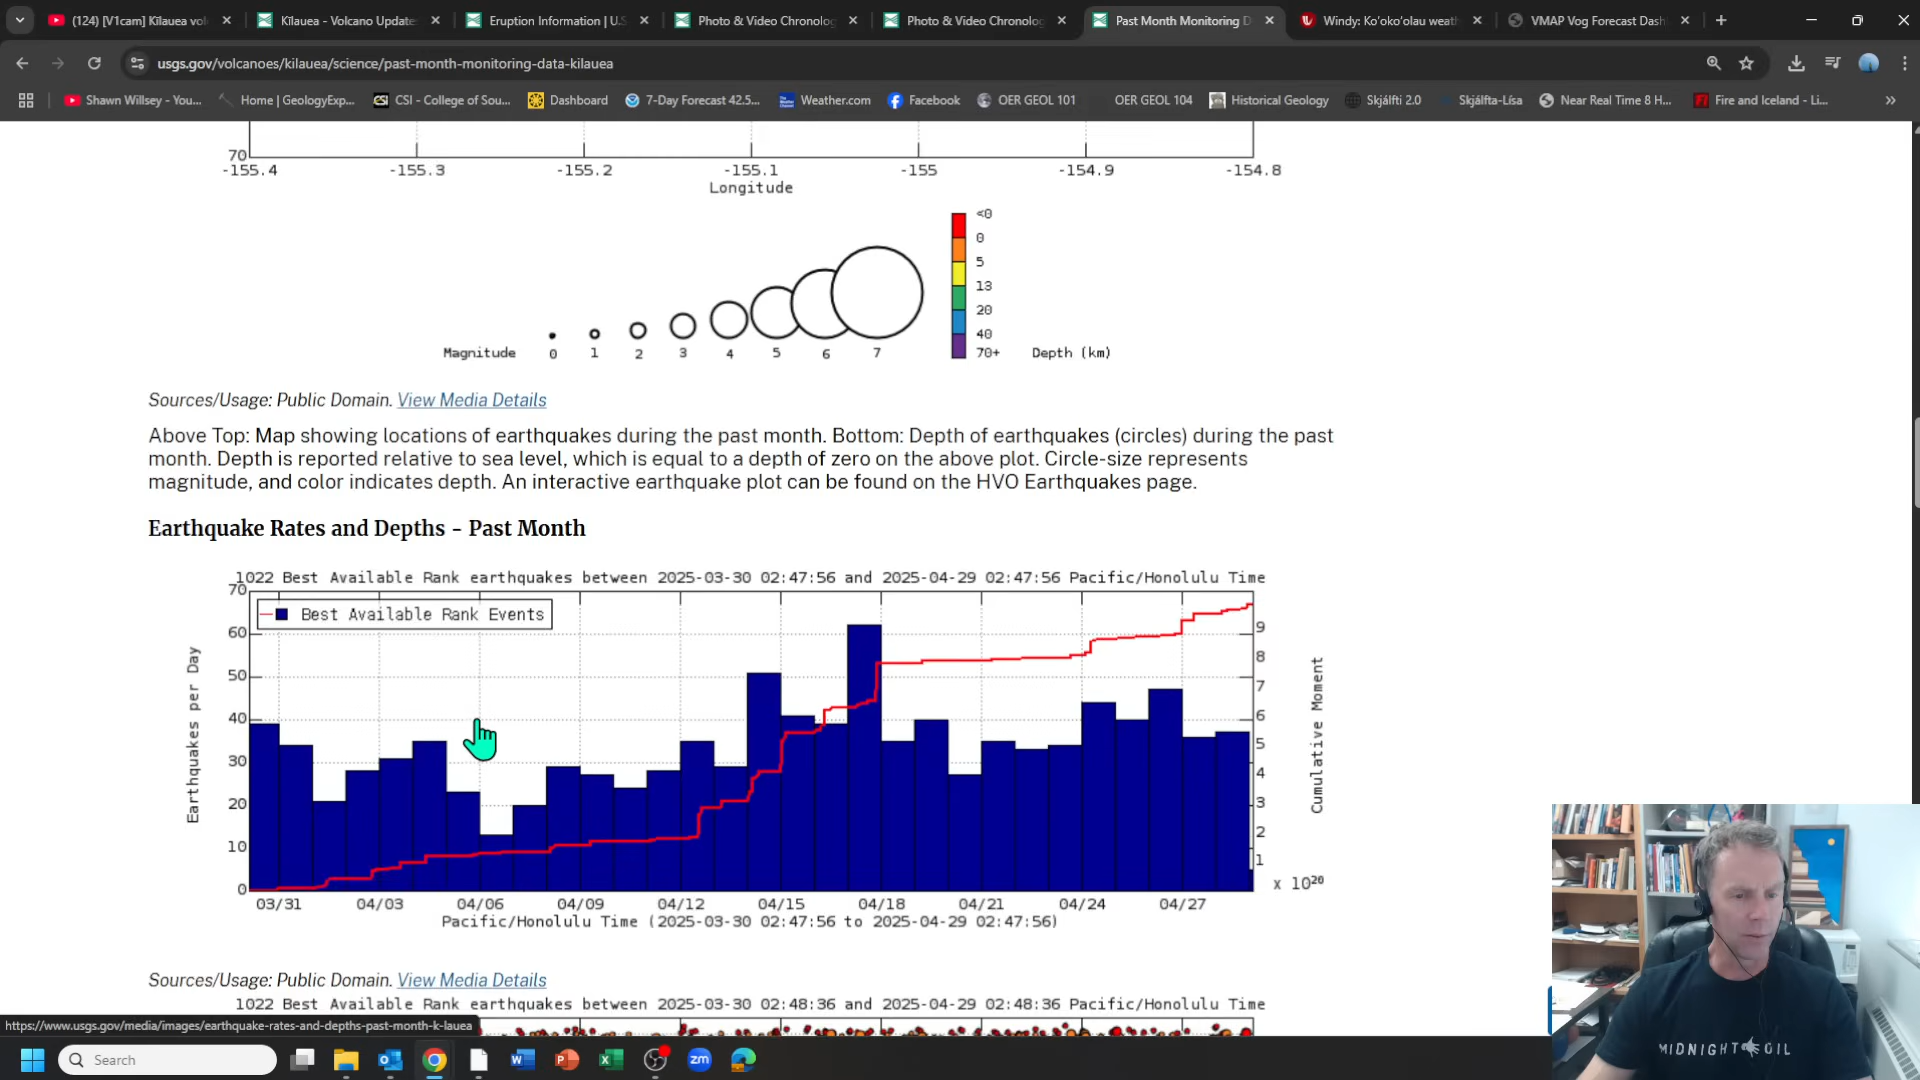 (124) [V1cam] Kīlauea vol
Kīlauea - Volcano Update
Eruption Information | U.S
Photo & Video Chronolog
Photo & Video Chronolog
Past Month Monitoring D
Windy: Koʻokoʻolau weath
VMAP Vog Forecast Dash
usgs.gov/volcanoes/kilauea/science/past-month-monitoring-data-kilauea
Shawn Willsey - You...
Home | GeologyExp...
CSI - College of Sou...
Dashboard
7-Day Forecast 42.5...
Weather.com
Facebook
OER GEOL 101
OER GEOL 104
Historical Geology
Skjálfti 2.0
Skjálfta-Lísa
Near Real Time 8 H...
Fire and Iceland - Li...
70
-155.4 -155.3 -155.2 -155.1 -155 -154.9 -154.8
Longitude
<0
0
5
13
20
40
70+
Depth (km)
Magnitude 0 1 2 3 4 5 6 7
Sources/Usage: Public Domain. View Media Details
Above Top: Map showing locations of earthquakes during the past month. Bottom: Depth of earthquakes (circles) during the past
month. Depth is reported relative to sea level, which is equal to a depth of zero on the above plot. Circle-size represents
magnitude, and color indicates depth. An interactive earthquake plot can be found on the HVO Earthquakes page.
Earthquake Rates and Depths - Past Month
1022 Best Available Rank earthquakes between 2025-03-30 02:47:56 and 2025-04-29 02:47:56 Pacific/Honolulu Time
Best Available Rank Events
Earthquakes per Day
70
60
50
40
30
20
10
0
9
8
7
6
5
4
3
2
1
x 10²⁰
Cumulative Moment
03/31 04/03 04/06 04/09 04/12 04/15 04/18 04/21 04/24 04/27
Pacific/Honolulu Time (2025-03-30 02:47:56 to 2025-04-29 02:47:56)
Sources/Usage: Public Domain. View Media Details
1022 Best Available Rank earthquakes between 2025-03-30 02:48:36 and 2025-04-29 02:48:36 Pacific/Honolulu Time
https://www.usgs.gov/media/images/earthquake-rates-and-depths-past-month-k-lauea
Search
zm
MIDNIGHT OIL